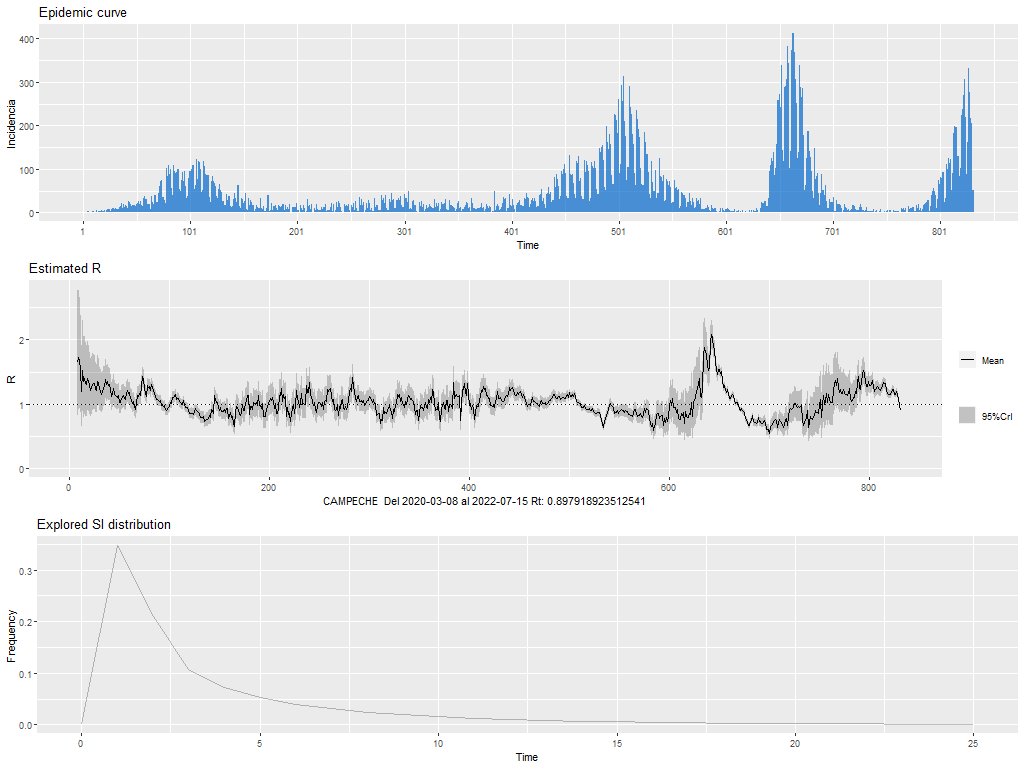 Epidemic curve
400
300
200
100
0
Incidencia
1
101
201
301
401
501
601
701
801
Time
Estimated R
2
1
0
R
Mean
95%CrI
0
200
400
600
800
CAMPECHE Del 2020-03-08 al 2022-07-15 Rt: 0.897918923512541
Explored SI distribution
0.3
0.2
0.1
0.0
Frequency
0
5
10
15
20
25
Time